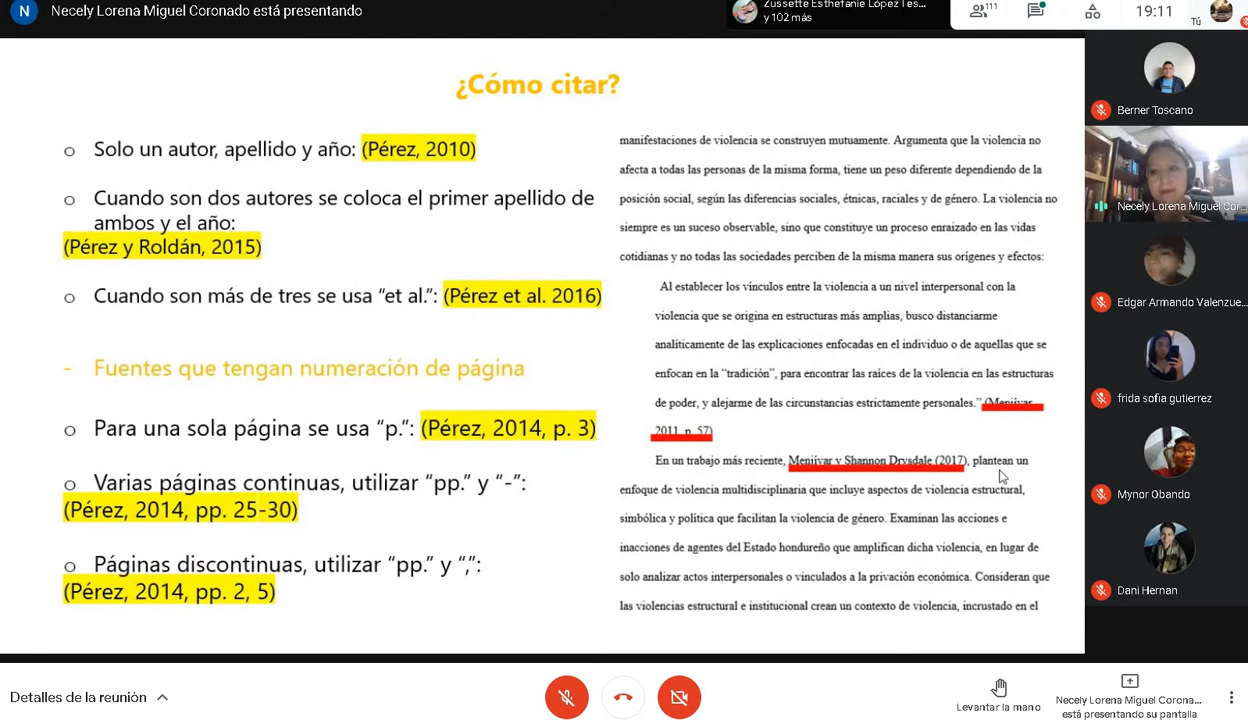 N Necely Lorena Miguel Coronado está presentando
Zussette Esthefanie López Tes...
y 102 más
111
19:11
Tú
¿Cómo citar?
o Solo un autor, apellido y año: (Pérez, 2010)
o Cuando son dos autores se coloca el primer apellido de
ambos y el año:
(Pérez y Roldán, 2015)
o Cuando son más de tres se usa “et al.”: (Pérez et al. 2016)
- Fuentes que tengan numeración de página
o Para una sola página se usa “p.”: (Pérez, 2014, p. 3)
o Varias páginas continuas, utilizar “pp.” y “-”:
(Pérez, 2014, pp. 25-30)
o Páginas discontinuas, utilizar “pp.” y “,”:
(Pérez, 2014, pp. 2, 5)
manifestaciones de violencia se construyen mutuamente. Argumenta que la violencia no
afecta a todas las personas de la misma forma, tiene un peso diferente dependiendo de la
posición social, según las diferencias sociales, étnicas, raciales y de género. La violencia no
siempre es un suceso observable, sino que constituye un proceso enraizado en las vidas
cotidianas y no todas las sociedades perciben de la misma manera sus orígenes y efectos:
Al establecer los vínculos entre la violencia a un nivel interpersonal con la
violencia que se origina en estructuras más amplias, busco distanciarme
analíticamente de las explicaciones enfocadas en el individuo o de aquellas que se
enfocan en la “tradición”, para encontrar las raíces de la violencia en las estructuras
de poder, y alejarme de las circunstancias estrictamente personales.” (Menjívar,
2011, p. 57)
En un trabajo más reciente, Menjívar y Shannon Drysdale (2017), plantean un
enfoque de violencia multidisciplinaria que incluye aspectos de violencia estructural,
simbólica y política que facilitan la violencia de género. Examinan las acciones e
inacciones de agentes del Estado hondureño que amplifican dicha violencia, en lugar de
solo analizar actos interpersonales o vinculados a la privación económica. Consideran que
las violencias estructural e institucional crean un contexto de violencia, incrustado en el
Berner Toscano
Necely Lorena Miguel Cor...
Edgar Armando Valenzue...
frida sofia gutierrez
Mynor Obando
Dani Hernan
Detalles de la reunión
Levantar la mano
Necely Lorena Miguel Corona...
está presentando su pantalla